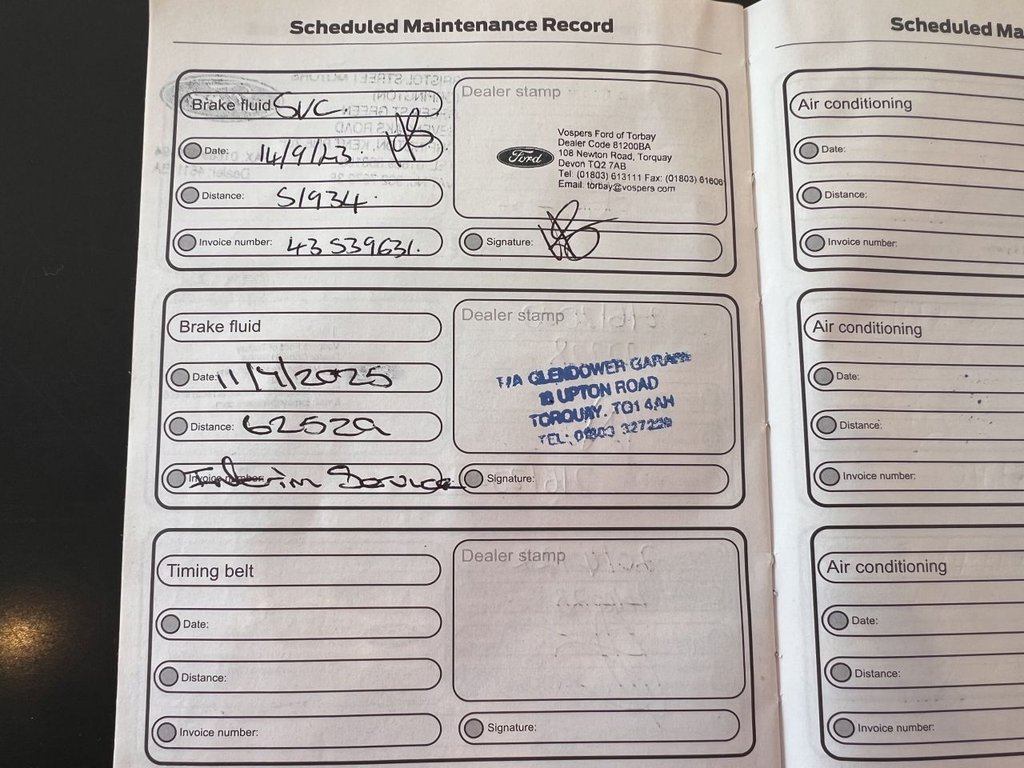 Scheduled Maintenance Record
Brake fluid SVC
Date: 14/9/23.
Distance: 51934.
Invoice number: 43539631.
Dealer stamp
Ford
Vospers Ford of Torbay
Dealer Code 81200BA
108 Newton Road, Torquay
Devon TQ2 7AB
Tel: (01803) 613111 Fax: (01803) 61606
Email: torbay@vospers.com
Signature:
Brake fluid
Date: 11/4/2025
Distance: 62529
Invoice number:
Interim Service
Dealer stamp
T/A GLENDOWER GARAGE
UPTON ROAD
TORQUAY. TQ1 4AH
TEL: 01803
Signature:
Timing belt
Date:
Distance:
Invoice number:
Dealer stamp
Signature:
Scheduled Ma
Air conditioning
Date:
Distance:
Invoice number:
Air conditioning
Date:
Distance:
Invoice number:
Air conditioning
Date:
Distance:
Invoice number: